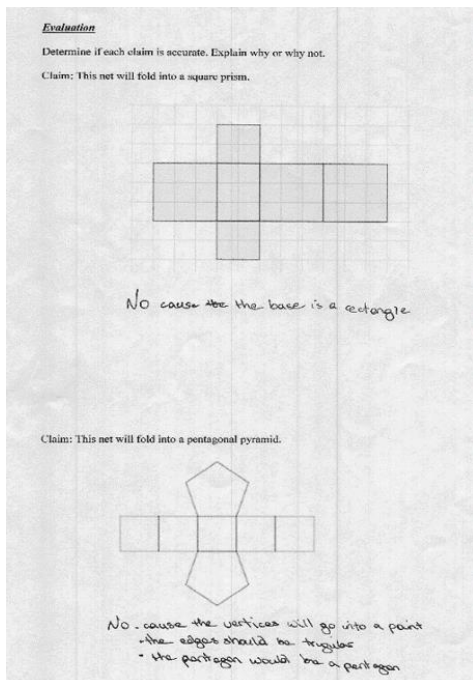 Evaluation
Determine if each claim is accurate. Explain why or why not.
Claim: This net will fold into a square prism.
No cause the the base is a rectangle
Claim: This net will fold into a pentagonal pyramid.
No - cause the vertices will go into a point
- the edges should be
- the would be a pentagon